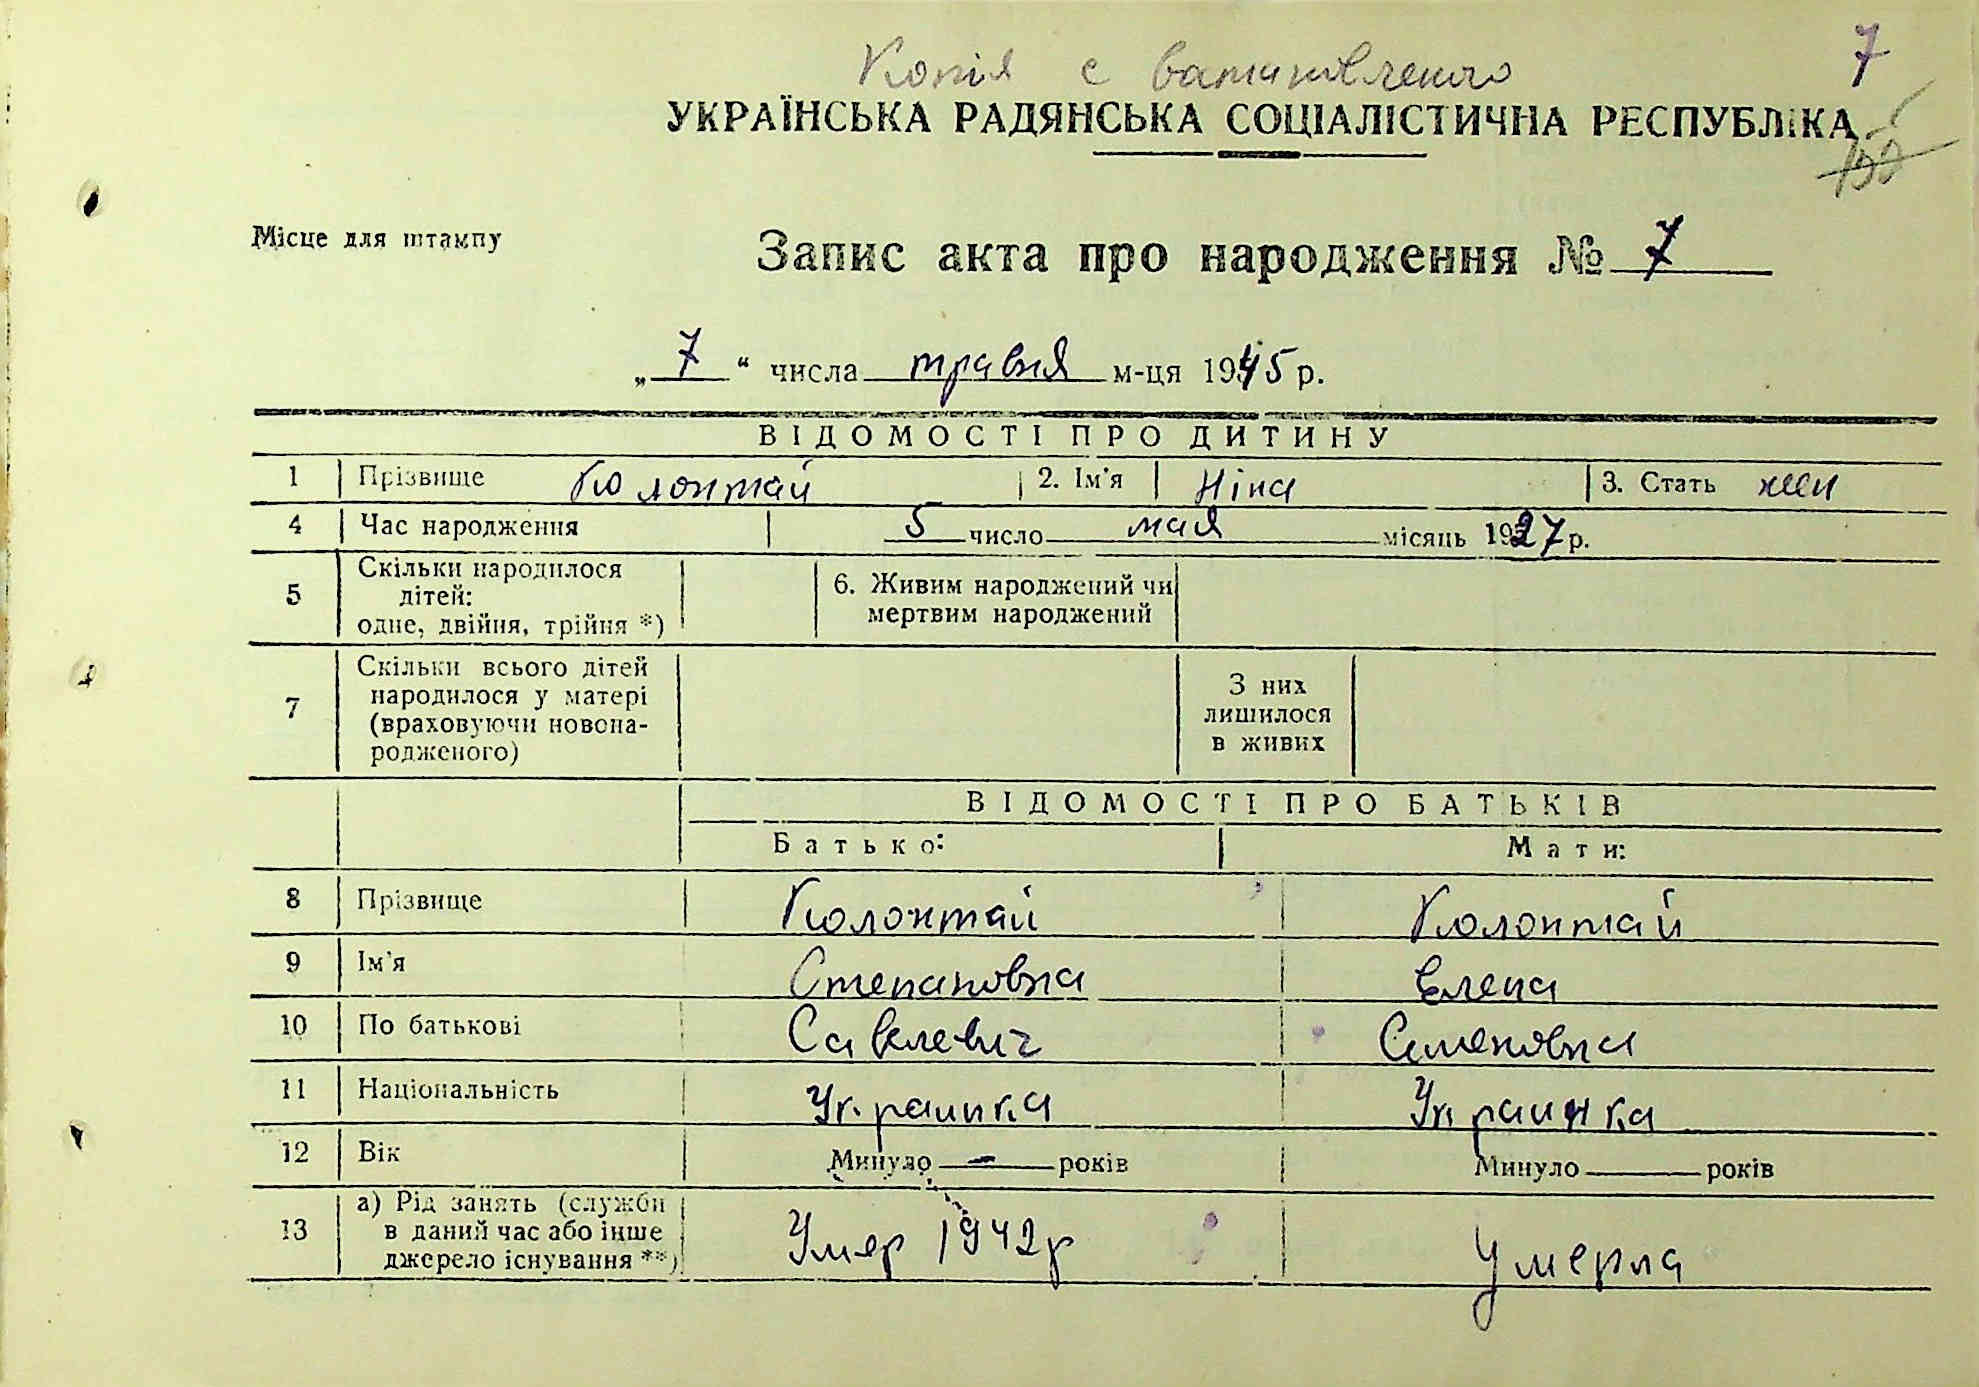 Копія с
7
УКРАЇНСЬКА РАДЯНСЬКА СОЦІАЛІСТИЧНА РЕСПУБЛІКА
Місце для штампу
Запис акта про народження № 7
„ 7 “ числа травня м-ця 1945 р.
ВІДОМОСТІ ПРО ДИТИНУ
1 Прізвище Колонтай 2. Ім'я Ніна 3. Стать жен
4 Час народження 5 число мая місяць 1927 р.
5 Скільки народилося дітей: одне, двійня, трійня *) 6. Живим народжений чи мертвим народжений
7 Скільки всього дітей народилося у матері (враховуючи новона-родженого) З них лишилося в живих
ВІДОМОСТІ ПРО БАТЬКІВ
Батько: Мати:
8 Прізвище Колонтай Колонтай
9 Ім'я Степановна Елена
10 По батькові Савелевич Семеновна
11 Національність Украинка Украинка
12 Вік Минуло — років Минуло років
13 а) Рід занять (служби в даний час або інше джерело існування **) Умер 1942р Умерла